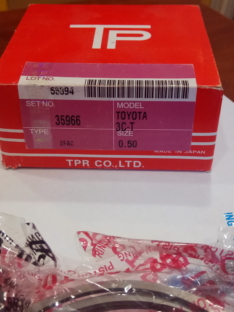 TP
LOT NO
59394
SET NO. MODEL
35966 TOYOTA
3C-T
TYPE SIZE
0.50
MADE IN JAPAN
TPR CO., LTD.